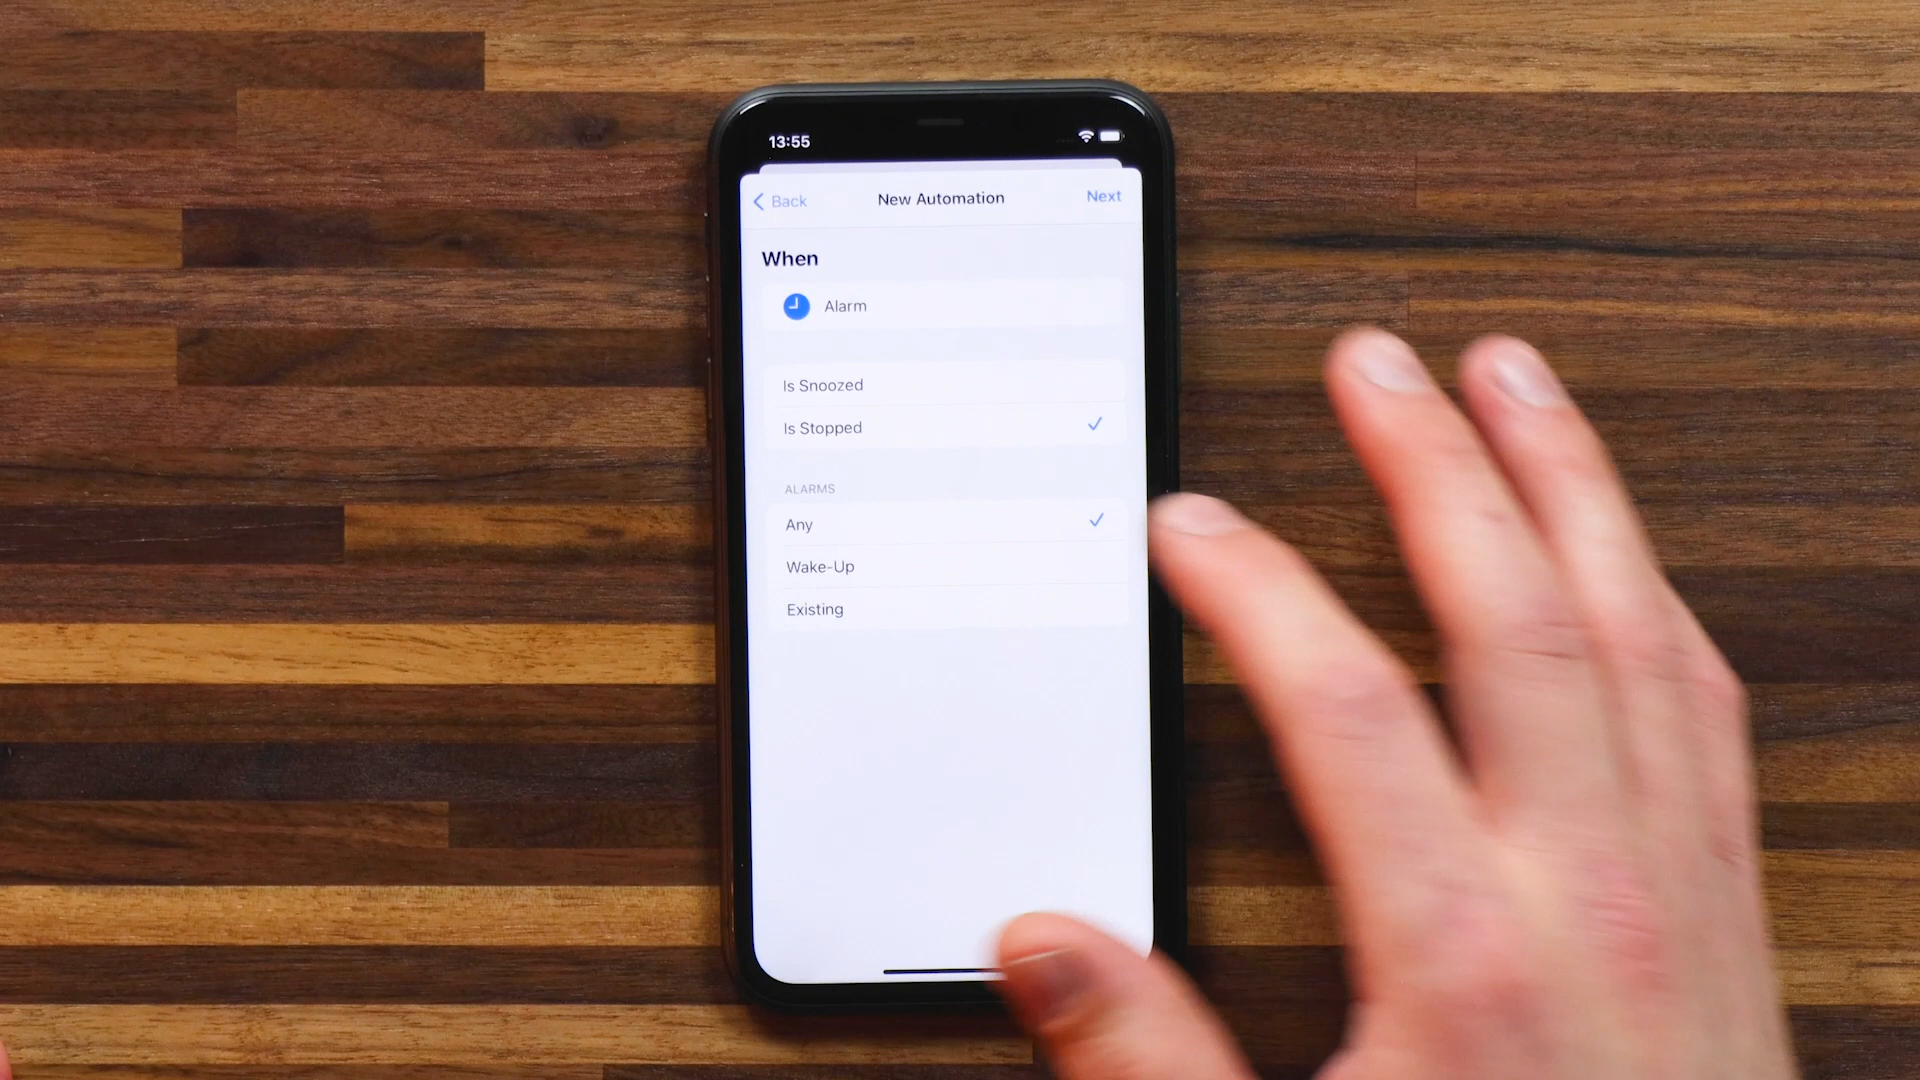 13:55
Back New Automation Next
When
Alarm
Is Snoozed
Is Stopped
ALARMS
Any
Wake-Up
Existing